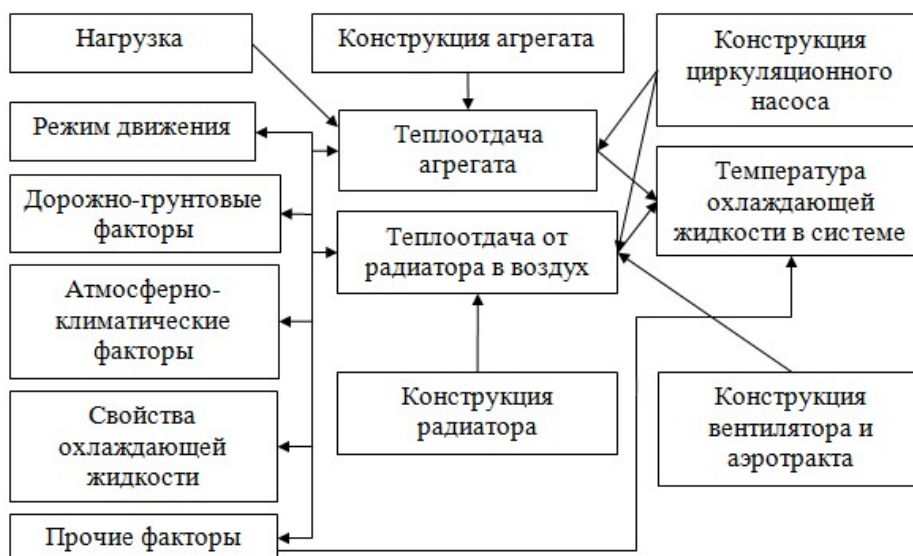 Нагрузка
Конструкция агрегата
Конструкция
циркуляционного
насоса
Режим движения
Теплоотдача
агрегата
Температура
охлаждающей
жидкости в системе
Дорожно-грунтовые
факторы
Теплоотдача от
радиатора в воздух
Атмосферно-
климатические
факторы
Конструкция
радиатора
Конструкция
вентилятора и
аэротракта
Свойства
охлаждающей
жидкости
Прочие факторы